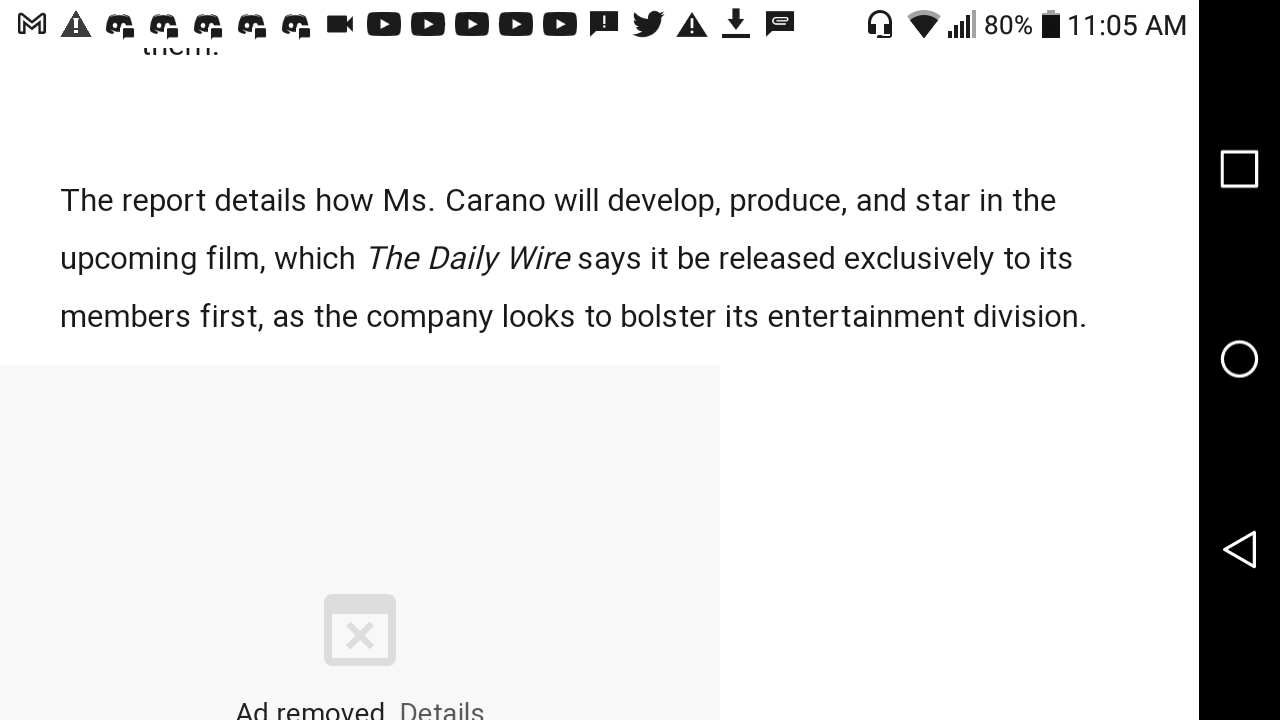 80% 11:05 AM
them.
The report details how Ms. Carano will develop, produce, and star in the
upcoming film, which The Daily Wire says it be released exclusively to its
members first, as the company looks to bolster its entertainment division.
Ad removed. Details